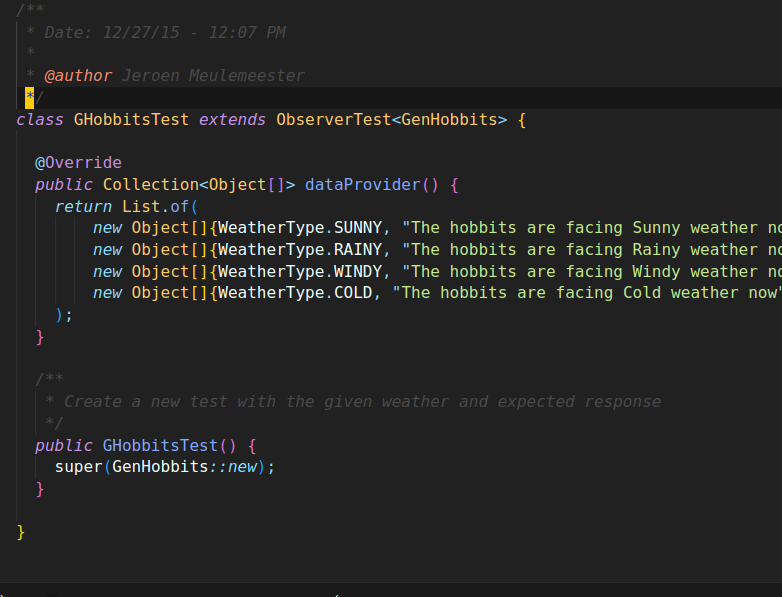 /**
* Date: 12/27/15 - 12:07 PM
*
* @author Jeroen Meulemeester
*/
class GHobbitsTest extends ObserverTest<GenHobbits> {
@Override
public Collection<Object[]> dataProvider() {
return List.of(
new Object[]{WeatherType.SUNNY, "The hobbits are facing Sunny weather no
new Object[]{WeatherType.RAINY, "The hobbits are facing Rainy weather no
new Object[]{WeatherType.WINDY, "The hobbits are facing Windy weather no
new Object[]{WeatherType.COLD, "The hobbits are facing Cold weather now"
);
}
/**
* Create a new test with the given weather and expected response
*/
public GHobbitsTest() {
super(GenHobbits::new);
}
}